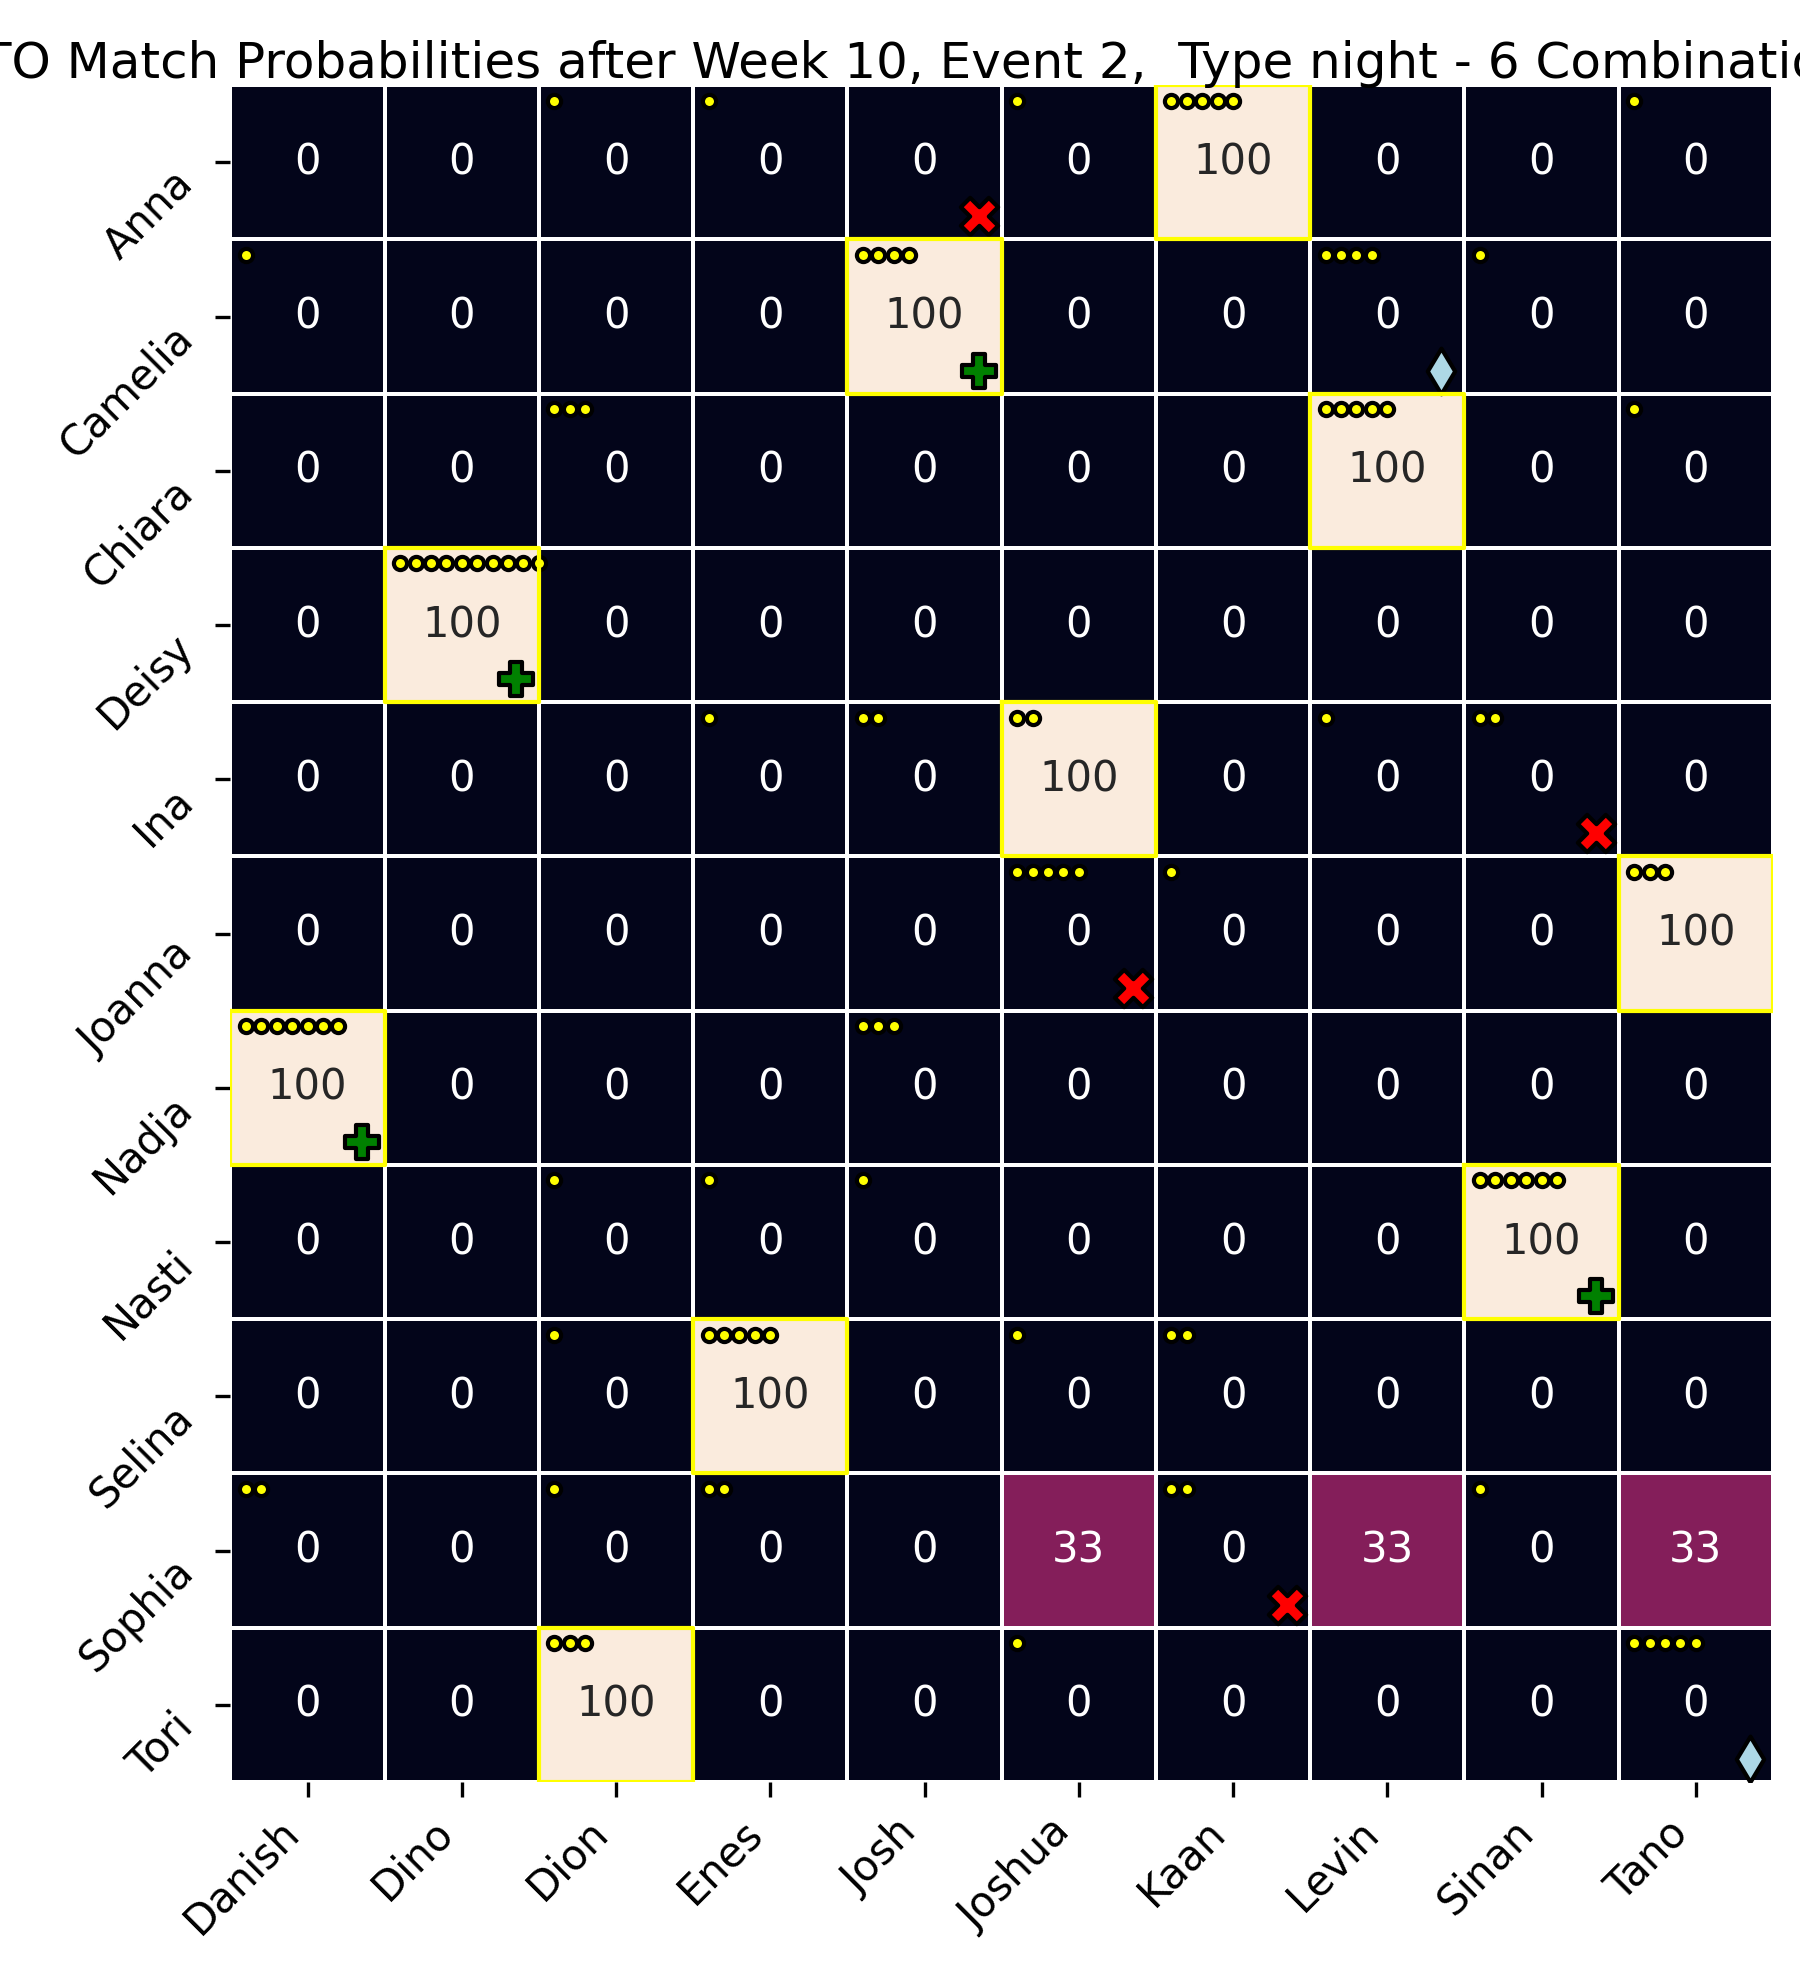 TO Match Probabilities after Week 10, Event 2, Type night - 6 Combinatio
Anna 0 0 0 0 0 0 100 0 0 0
Camelia 0 0 0 0 100 0 0 0 0 0
Chiara 0 0 0 0 0 0 0 100 0 0
Deisy 0 100 0 0 0 0 0 0 0 0
Ina 0 0 0 0 0 100 0 0 0 0
Joanna 0 0 0 0 0 0 0 0 0 100
Nadja 100 0 0 0 0 0 0 0 0 0
Nasti 0 0 0 0 0 0 0 0 100 0
Selina 0 0 0 100 0 0 0 0 0 0
Sophia 0 0 0 0 0 33 0 33 0 33
Tori 0 0 100 0 0 0 0 0 0 0
Danish Dino Dion Enes Josh Joshua Kaan Levin Sinan Tano